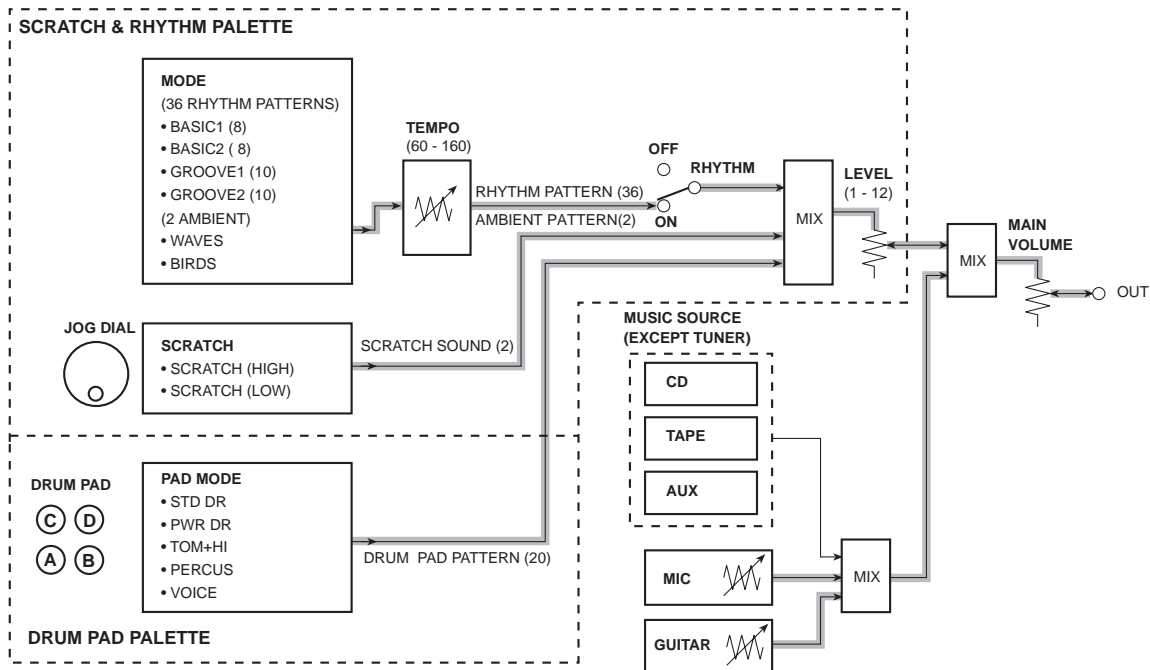 SCRATCH & RHYTHM PALETTE
MODE
(36 RHYTHM PATTERNS)
• BASIC1 (8)
• BASIC2 ( 8)
• GROOVE1 (10)
• GROOVE2 (10)
(2 AMBIENT)
• WAVES
• BIRDS
TEMPO
(60 - 160)
RHYTHM PATTERN (36)
AMBIENT PATTERN(2)
OFF
RHYTHM
ON
MIX
LEVEL
(1 - 12)
MIX
MAIN
VOLUME
OUT
JOG DIAL
SCRATCH
• SCRATCH (HIGH)
• SCRATCH (LOW)
SCRATCH SOUND (2)
MUSIC SOURCE
(EXCEPT TUNER)
CD
TAPE
AUX
DRUM PAD
C D
A B
PAD MODE
• STD DR
• PWR DR
• TOM+HI
• PERCUS
• VOICE
DRUM PAD PATTERN (20)
DRUM PAD PALETTE
MIC
GUITAR
MIX